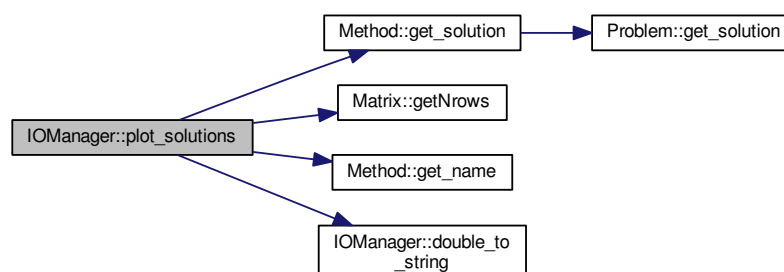 Method::get_solution
Problem::get_solution
Matrix::getNrows
IOManager::plot_solutions
Method::get_name
IOManager::double_to
_string